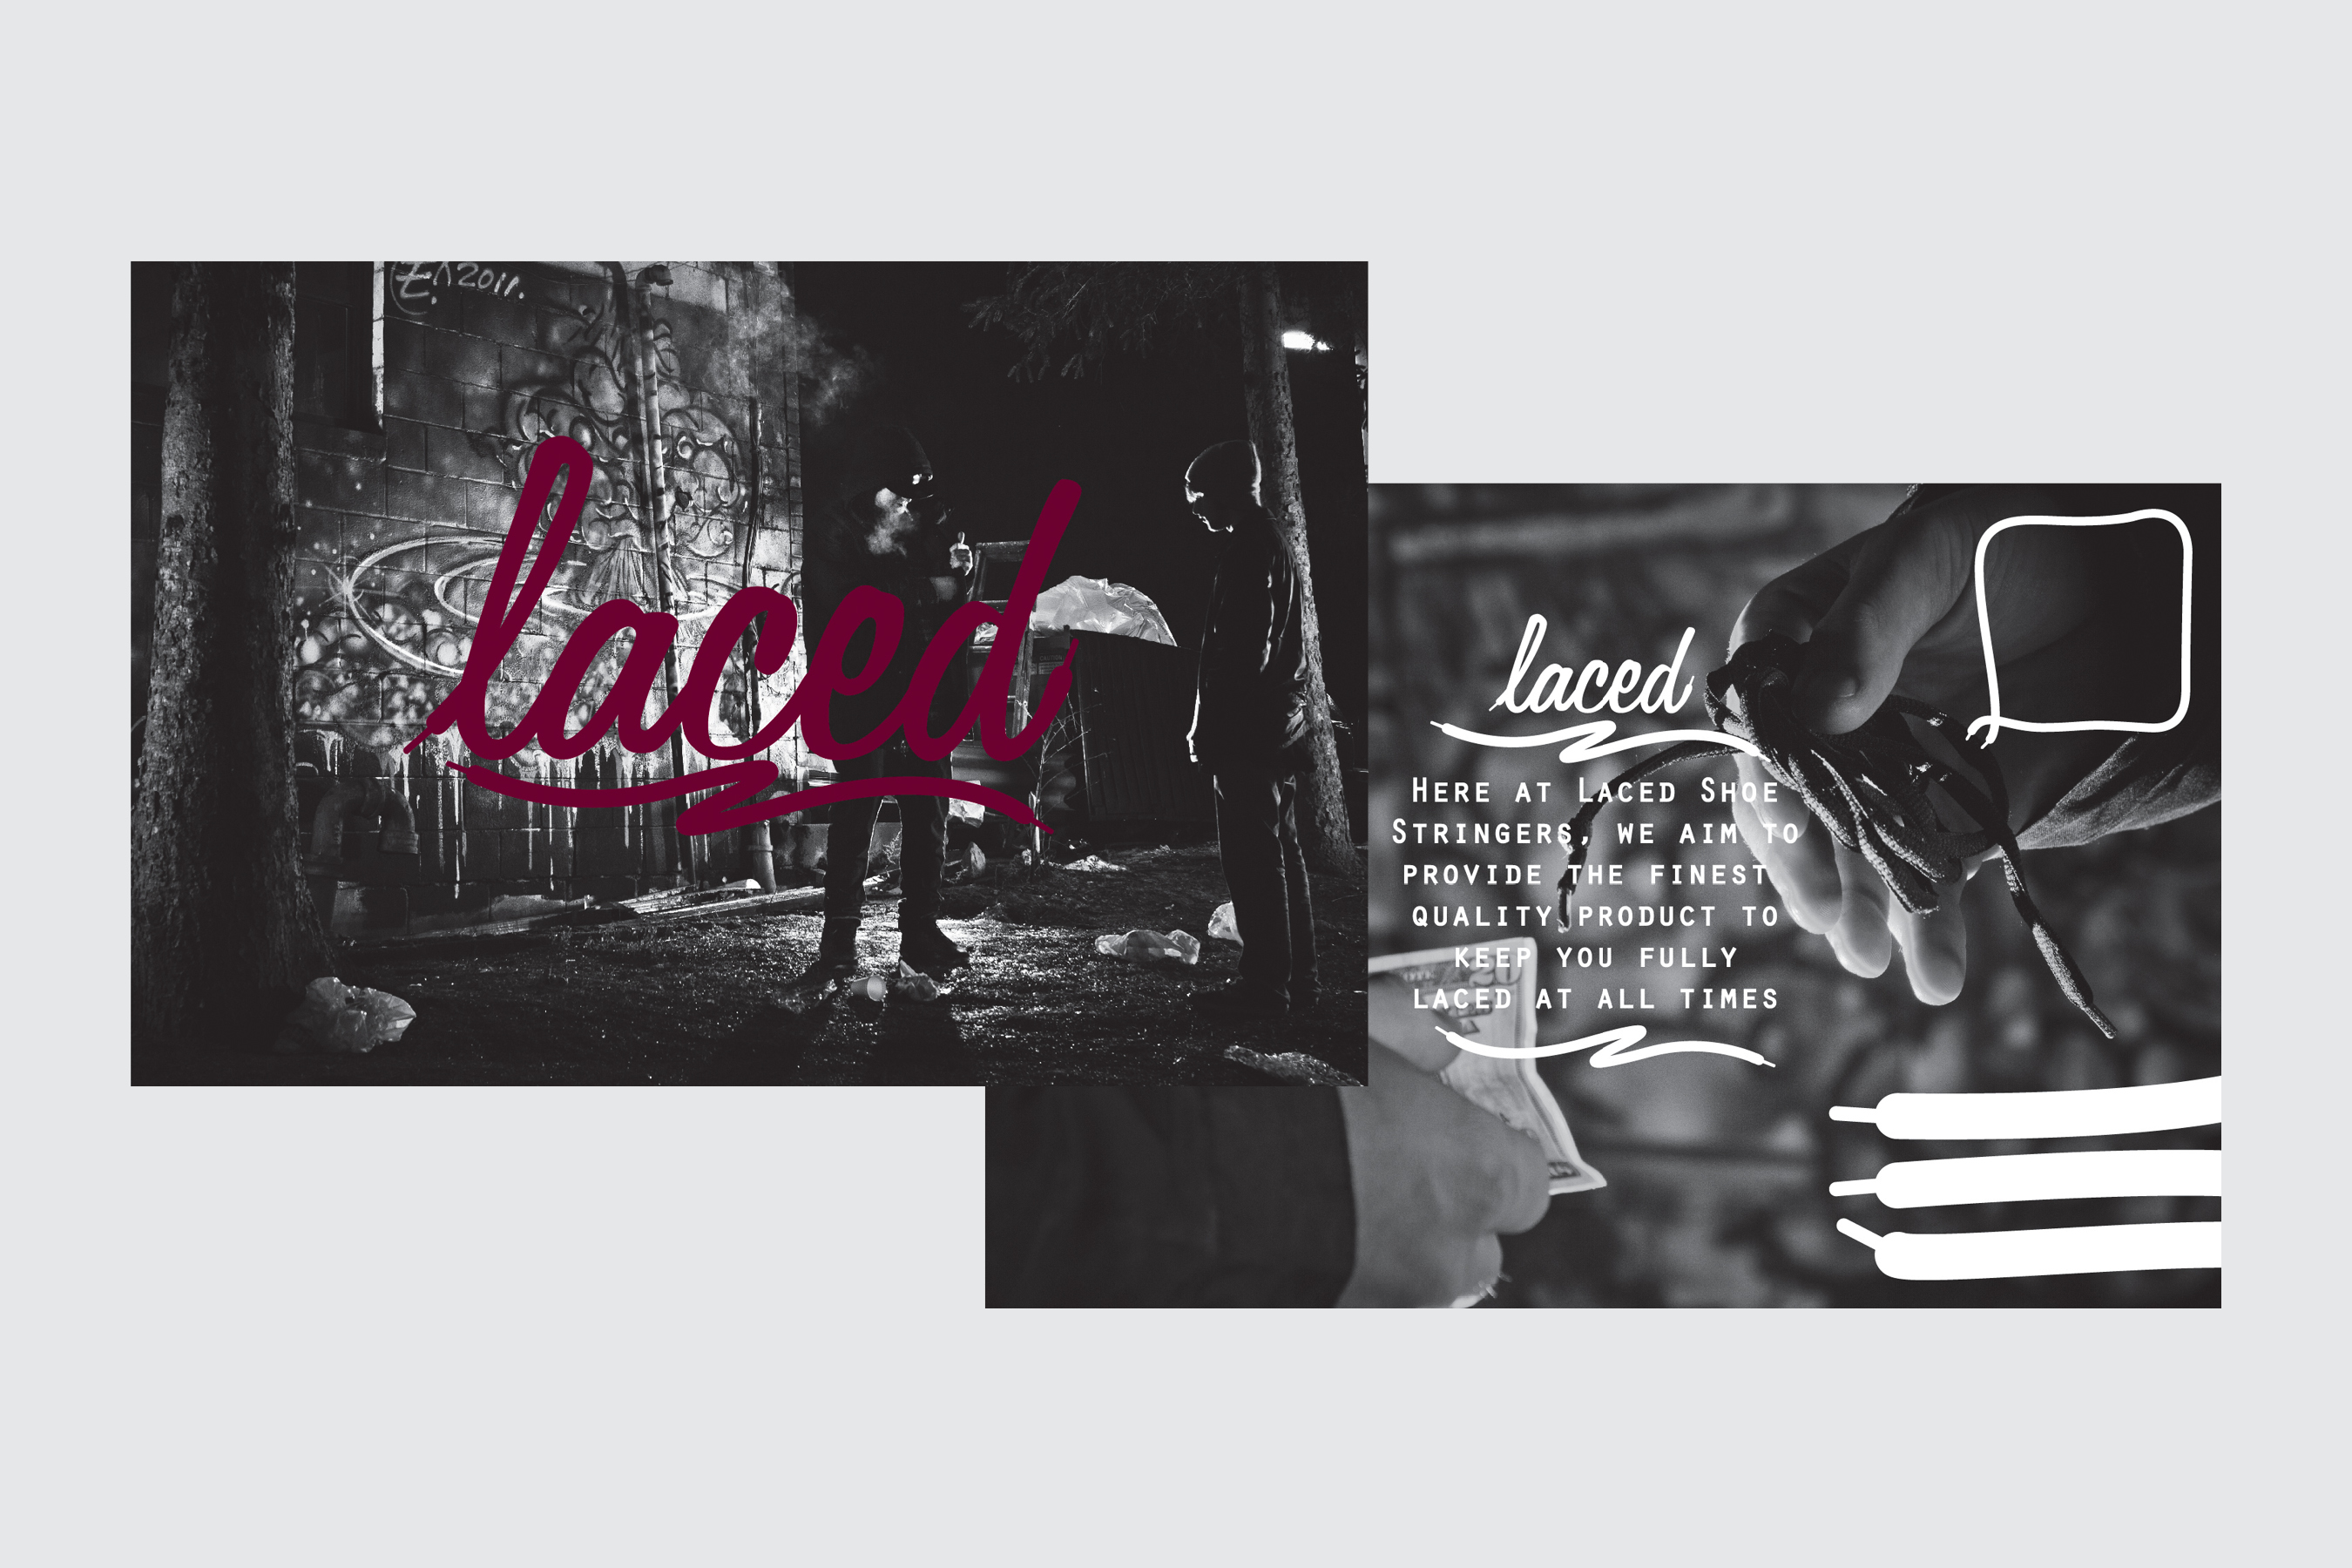 2011.
laced
laced
Here at Laced Shoe
Stringers, we aim to
provide the finest
quality product to
keep you fully
laced at all times